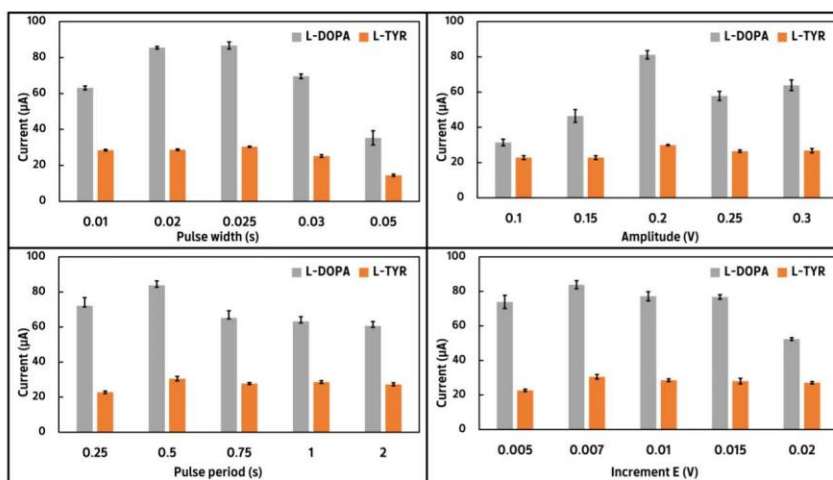 100
L-DOPA L-TYR
80
60
40
20
0
Current (µA)
0.01 0.02 0.025 0.03 0.05
Pulse width (s)
100
L-DOPA L-TYR
80
60
40
20
0
Current (µA)
0.1 0.15 0.2 0.25 0.3
Amplitude (V)
100
L-DOPA L-TYR
80
60
40
20
0
Current (µA)
0.25 0.5 0.75 1 2
Pulse period (s)
100
L-DOPA L-TYR
80
60
40
20
0
Current (µA)
0.005 0.007 0.01 0.015 0.02
Increment E (V)